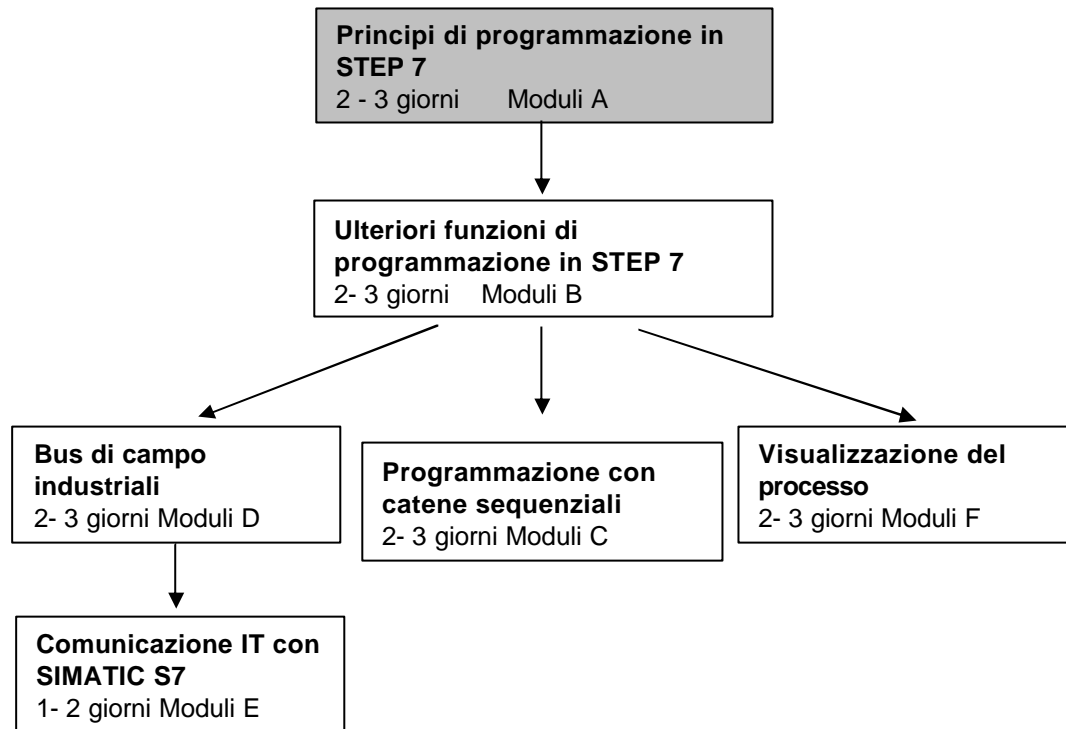 Principi di programmazione in
STEP 7
2 - 3 giorni Moduli A
Ulteriori funzioni di
programmazione in STEP 7
2- 3 giorni Moduli B
Bus di campo
industriali
2- 3 giorni Moduli D
Programmazione con
catene sequenziali
2- 3 giorni Moduli C
Visualizzazione del
processo
2- 3 giorni Moduli F
Comunicazione IT con
SIMATIC S7
1- 2 giorni Moduli E